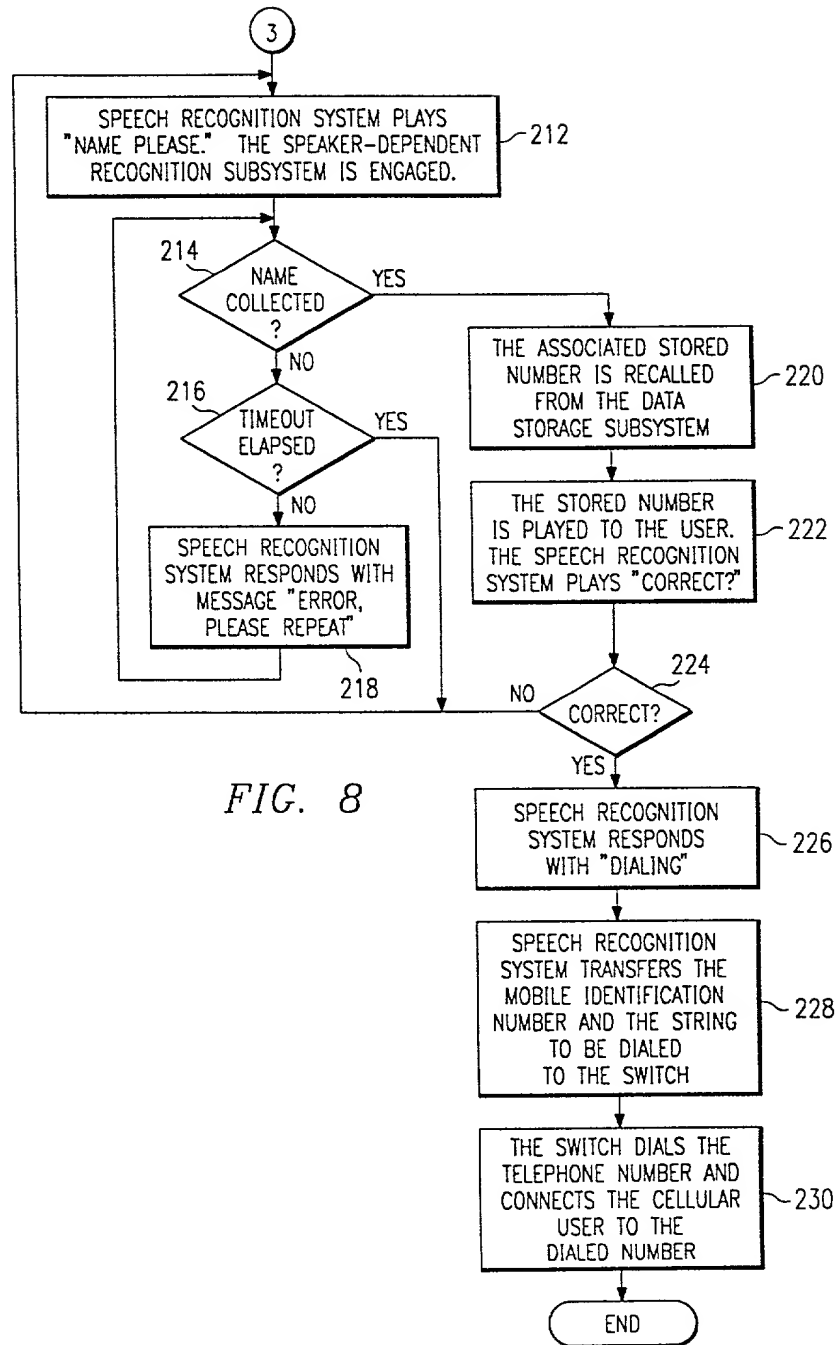 3
SPEECH RECOGNITION SYSTEM PLAYS
"NAME PLEASE." THE SPEAKER-DEPENDENT
RECOGNITION SUBSYSTEM IS ENGAGED.
212
214
NAME
COLLECTED
?
YES
NO
216
TIMEOUT
ELAPSED
?
YES
NO
SPEECH RECOGNITION
SYSTEM RESPONDS WITH
MESSAGE "ERROR,
PLEASE REPEAT"
218
THE ASSOCIATED STORED
NUMBER IS RECALLED
FROM THE DATA
STORAGE SUBSYSTEM
220
THE STORED NUMBER
IS PLAYED TO THE USER.
THE SPEECH RECOGNITION
SYSTEM PLAYS "CORRECT?"
222
224
NO
CORRECT?
YES
FIG. 8
SPEECH RECOGNITION
SYSTEM RESPONDS
WITH "DIALING"
226
SPEECH RECOGNITION
SYSTEM TRANSFERS THE
MOBILE IDENTIFICATION
NUMBER AND THE STRING
TO BE DIALED
TO THE SWITCH
228
THE SWITCH DIALS THE
TELEPHONE NUMBER AND
CONNECTS THE CELLULAR
USER TO THE
DIALED NUMBER
230
END